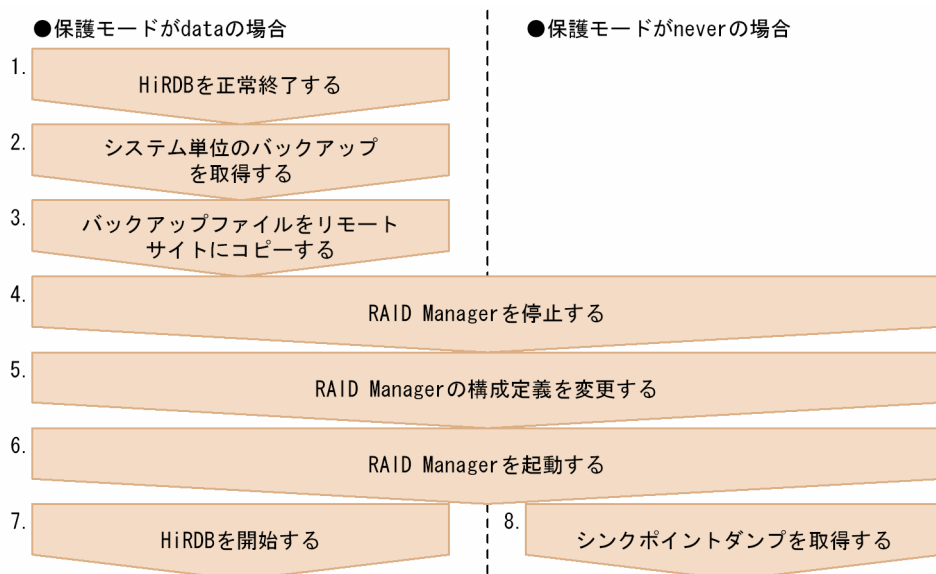 ●保護モードがdataの場合
●保護モードがneverの場合
1.
HiRDBを正常終了する
2.
システム単位のバックアップ
を取得する
3.
バックアップファイルをリモート
サイトにコピーする
4.
RAID Managerを停止する
5.
RAID Managerの構成定義を変更する
6.
RAID Managerを起動する
7.
HiRDBを開始する
8.
シンクポイントダンプを取得する